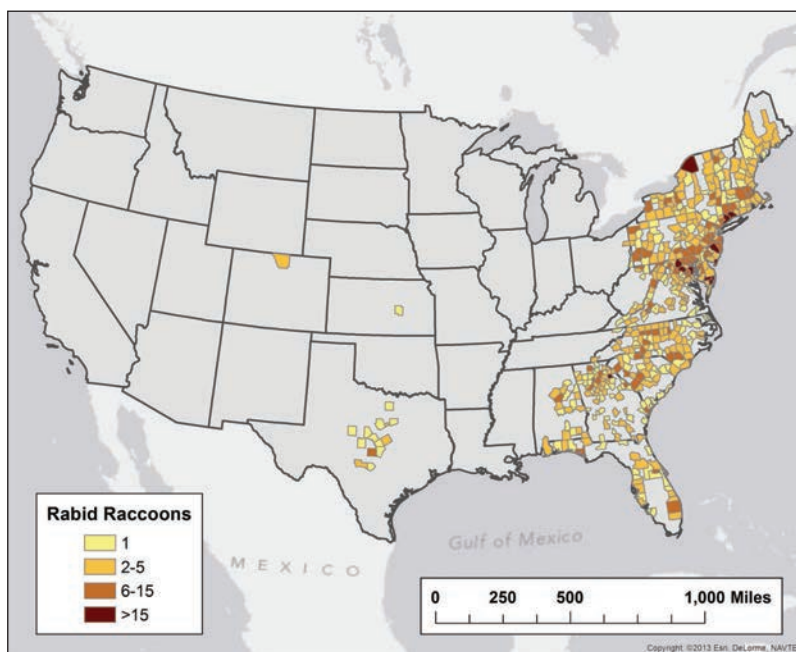 Rabid Raccoons
1
2-5
6-15
>15
MEXICO
Gulf of Mexico
0 250 500 1,000 Miles
Copyright: ©2013 Esri, DeLorme, NAVTE